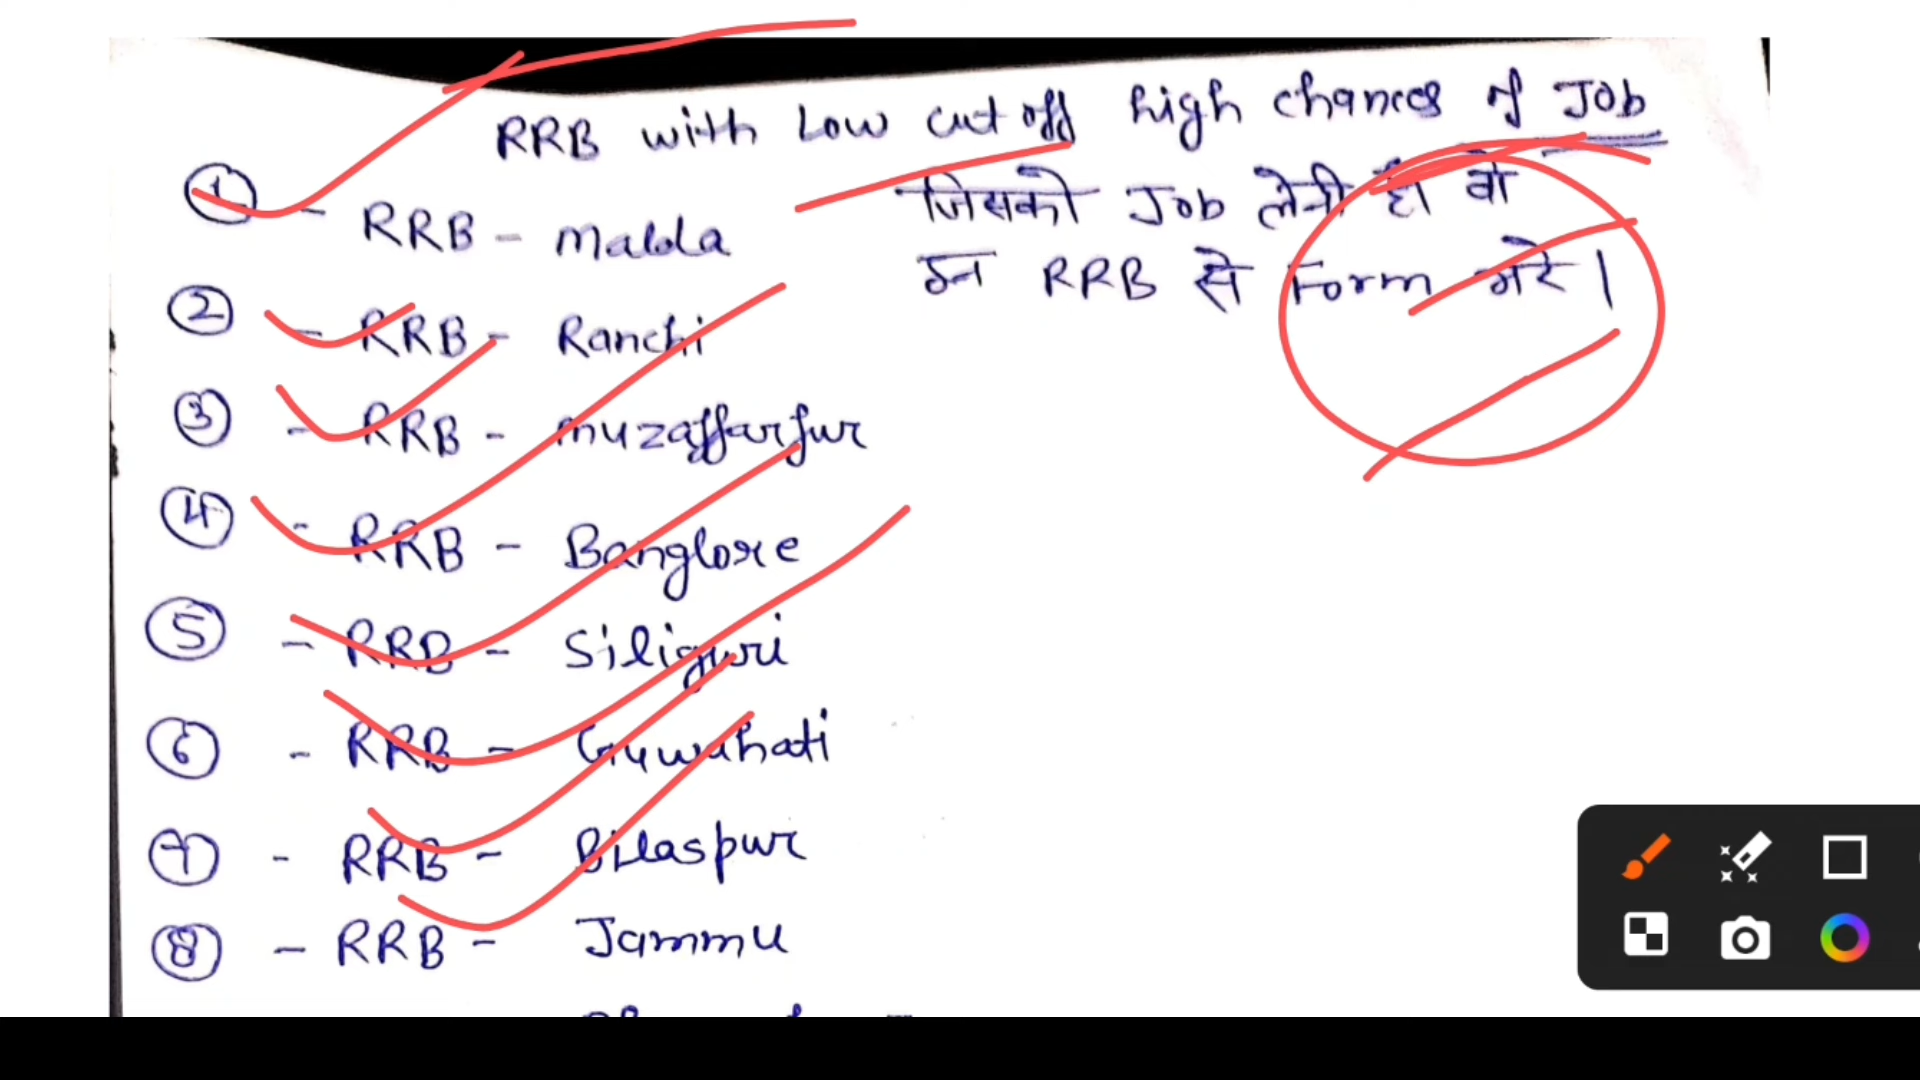 RRB with Low cut off high chances of Job
जिसको Job लेनी हो वो
इन RRB से Form भरे।
① - RRB - malda
② - RRB - Ranchi
③ - RRB - muzaffarpur
④ - RRB - Banglore
⑤ - RRB - Siliguri
⑥ - RRB - Guwahati
⑦ - RRB - Bilaspur
⑧ - RRB - Jammu